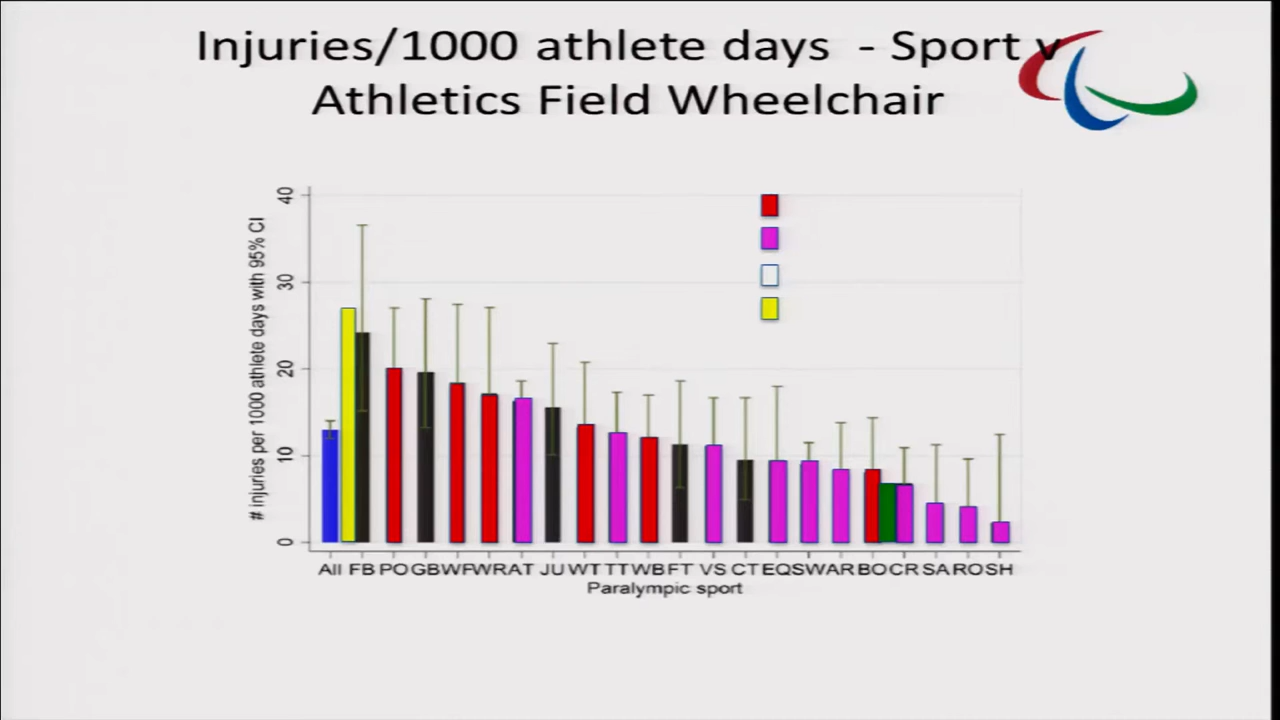 Injuries/1000 athlete days - Sport v
Athletics Field Wheelchair
# injuries per 1000 athlete days with 95% CI
40
30
20
10
0
All FB PO GB WF WR AT JU WT TT WB FT VS CT EQ SW AR BO CR SA RO SH
Paralympic sport